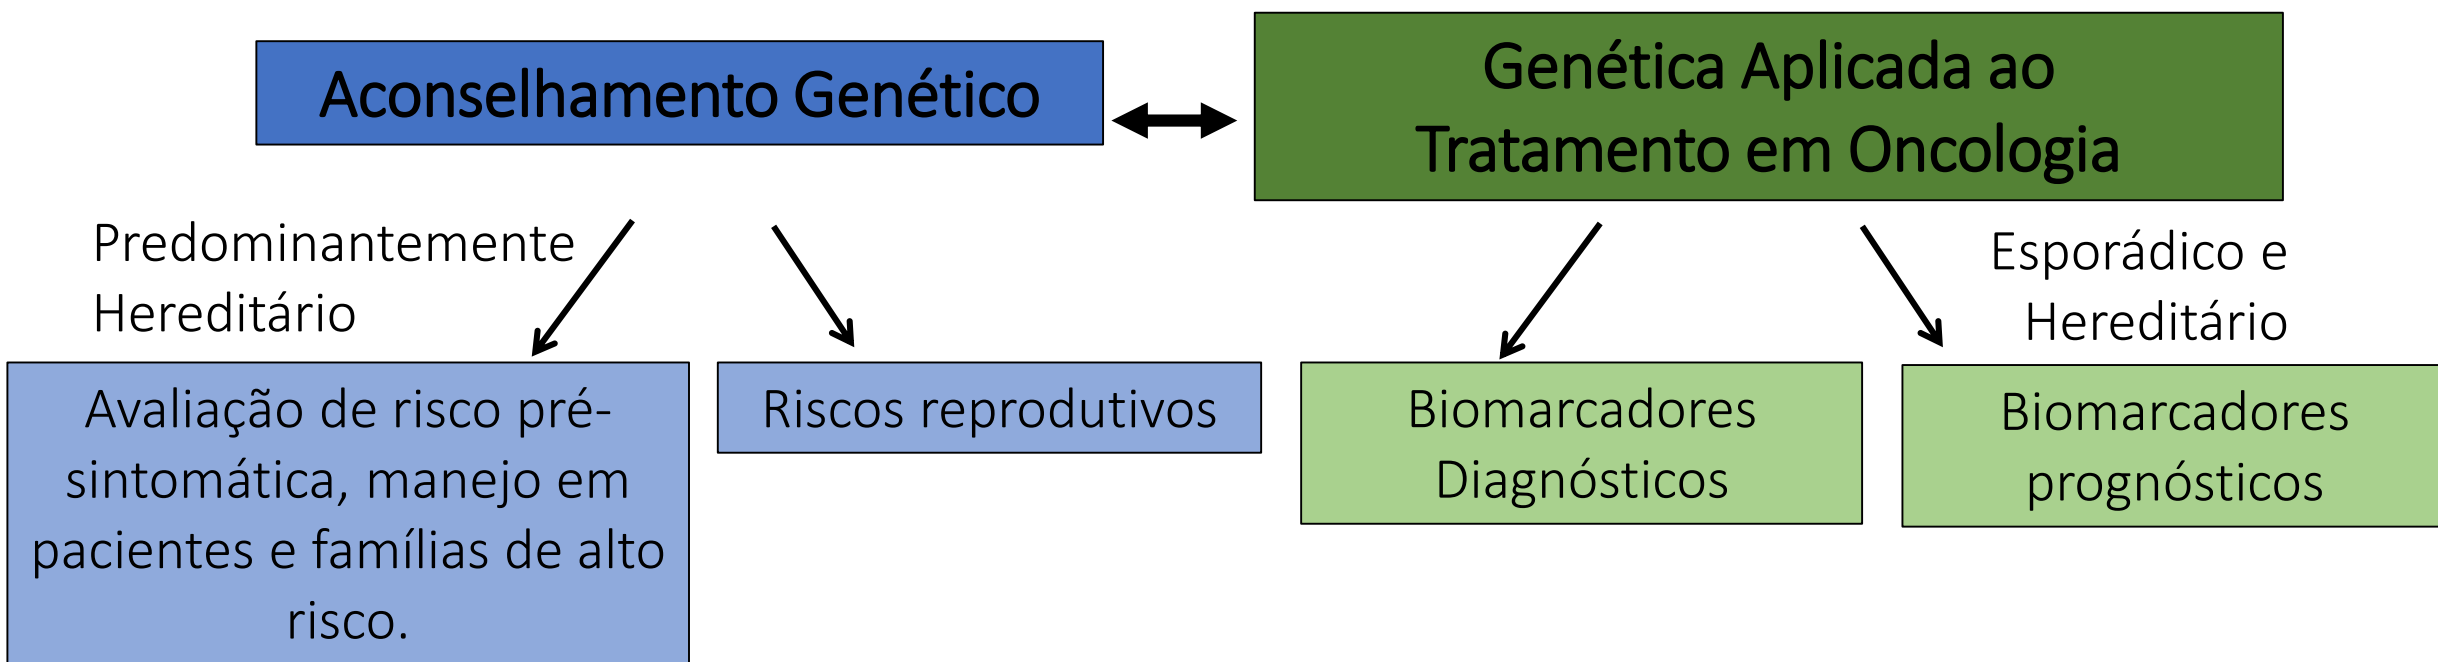 Aconselhamento Genético
Genética Aplicada ao
Tratamento em Oncologia
Predominantemente
Hereditário
Esporádico e
Hereditário
Avaliação de risco pré-
sintomática, manejo em
pacientes e famílias de alto
risco.
Riscos reprodutivos
Biomarcadores
Diagnósticos
Biomarcadores
prognósticos